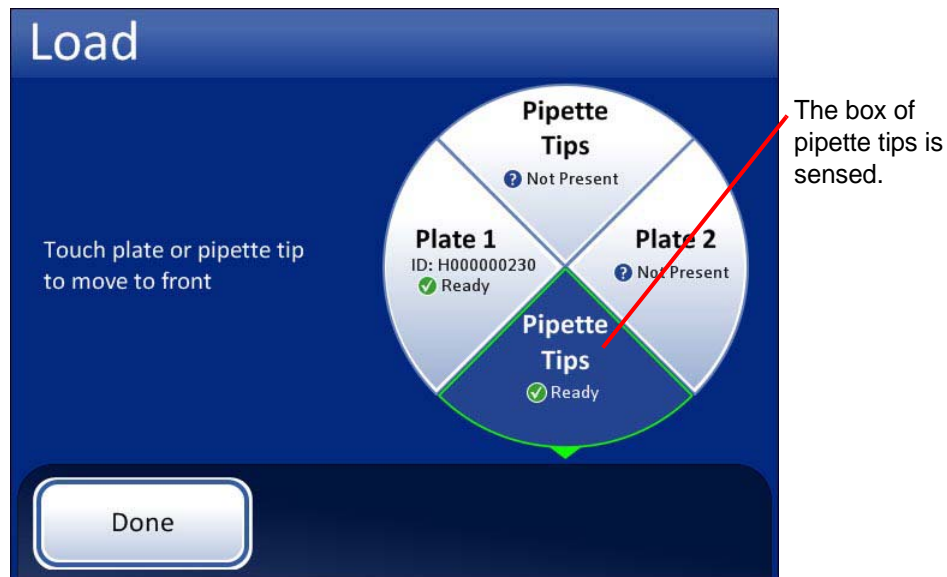 Load
Pipette
Tips
Not Present
Plate 1
ID: H000000230
Ready
Plate 2
Not Present
Pipette
Tips
Ready
Touch plate or pipette tip
to move to front
Done
The box of
pipette tips is
sensed.